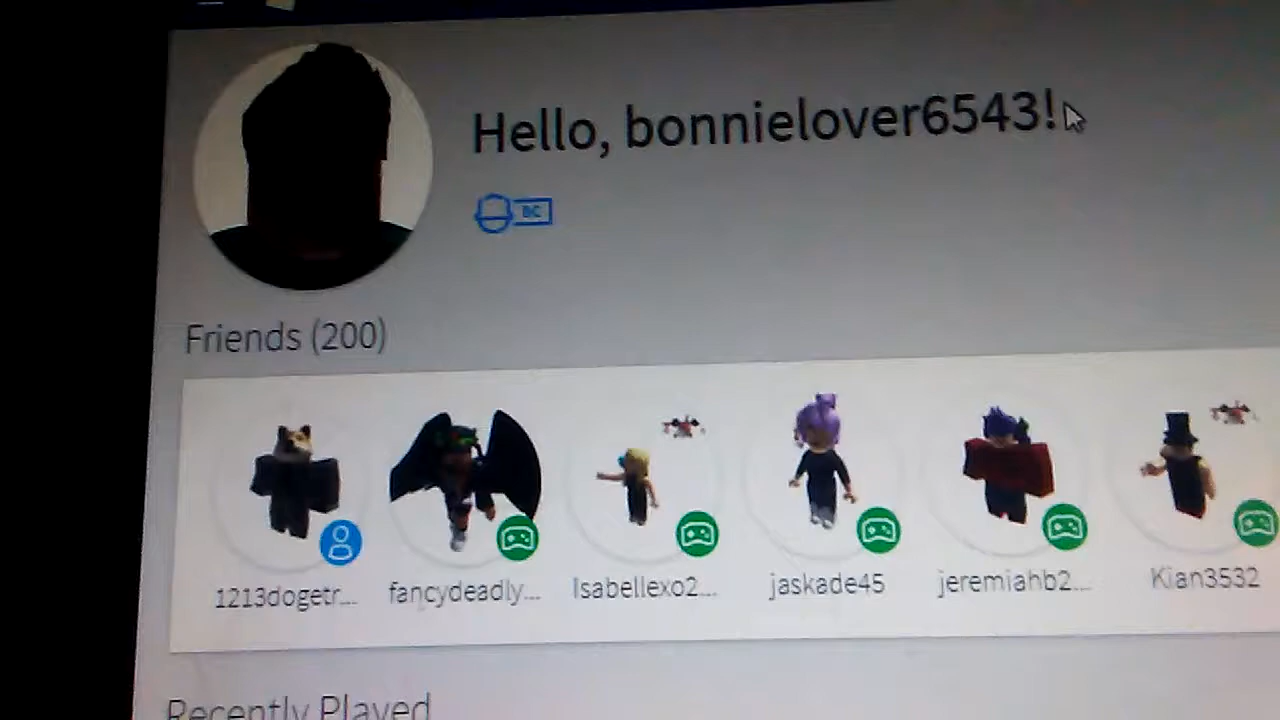 Hello, bonnielover6543!
BC
Friends (200)
1213dogetr... fancydeadly... Isabellexo2... jaskade45 jeremiahb2... Kian3532
Recently Played